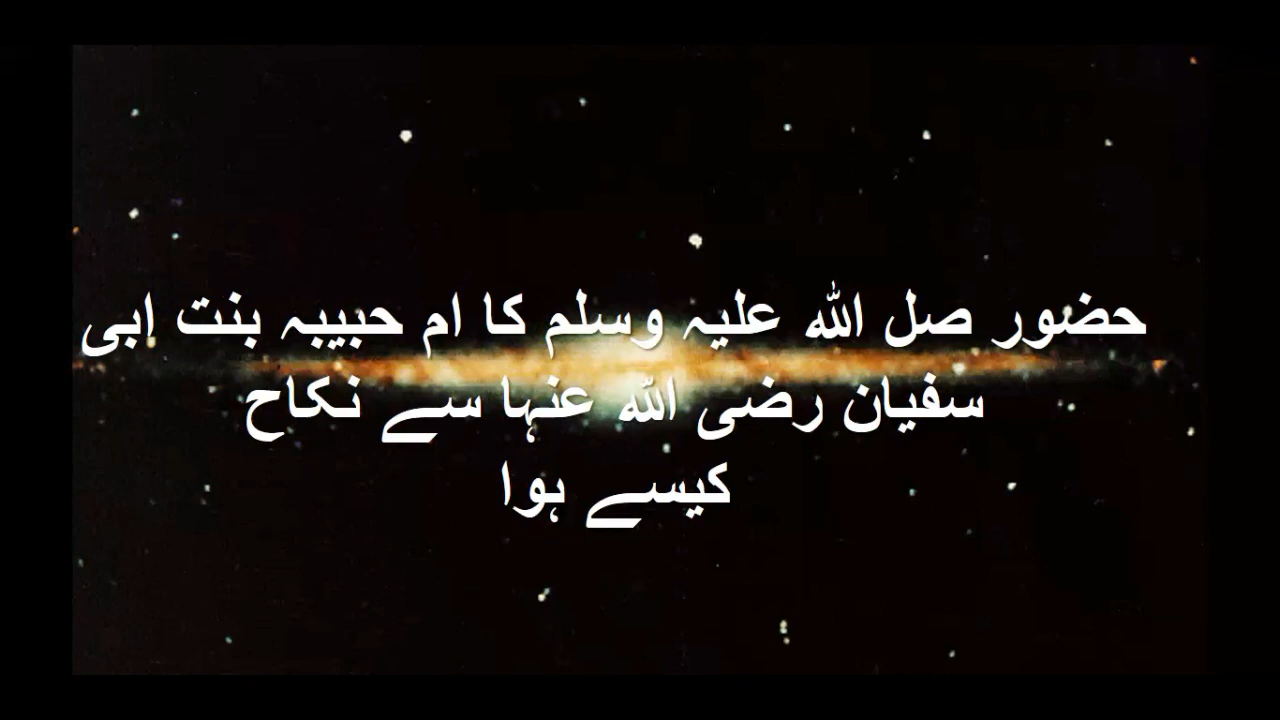 حضور صل اللہ علیہ وسلم کا ام حبیبہ بنت ابی
سفیان رضی اللہ عنہا سے نکاح
کیسے ہوا